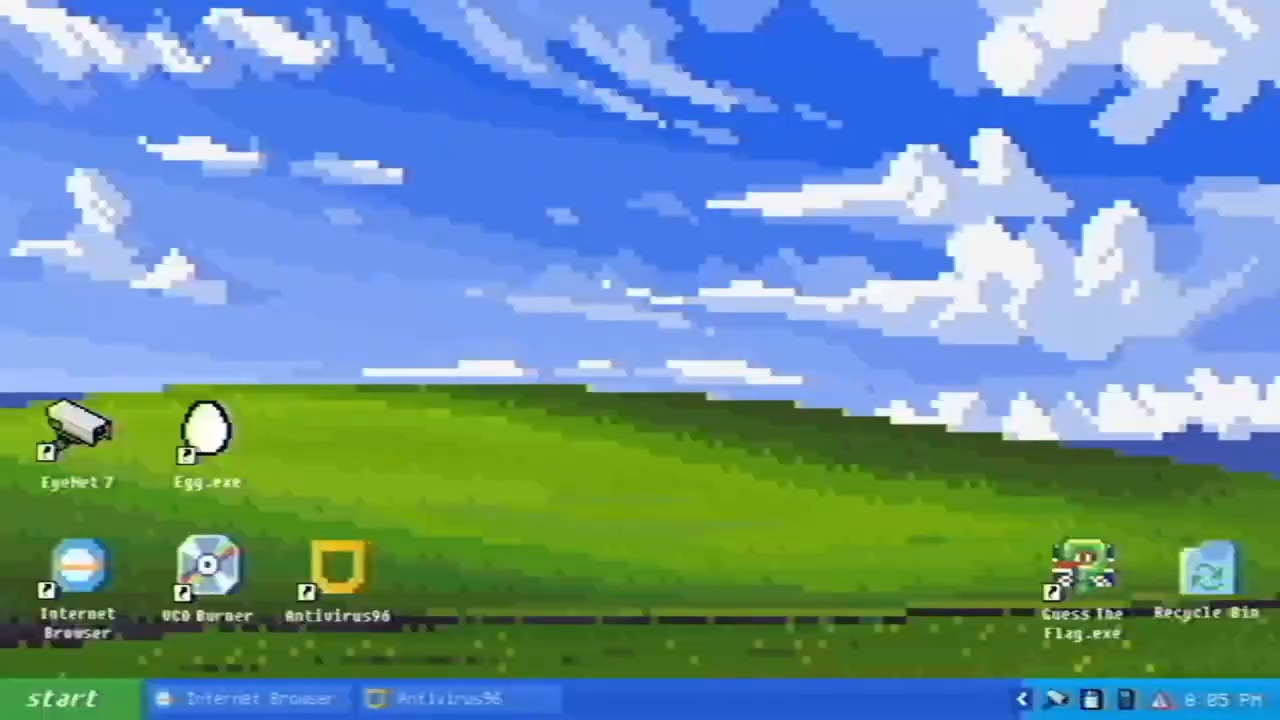 EyeNet 7
Egg.exe
Internet
Browser
VCD Burner
Antivirus96
Guess The
Flag.exe
Recycle Bin
start
Internet Browser
Antivirus96
8:05 PM